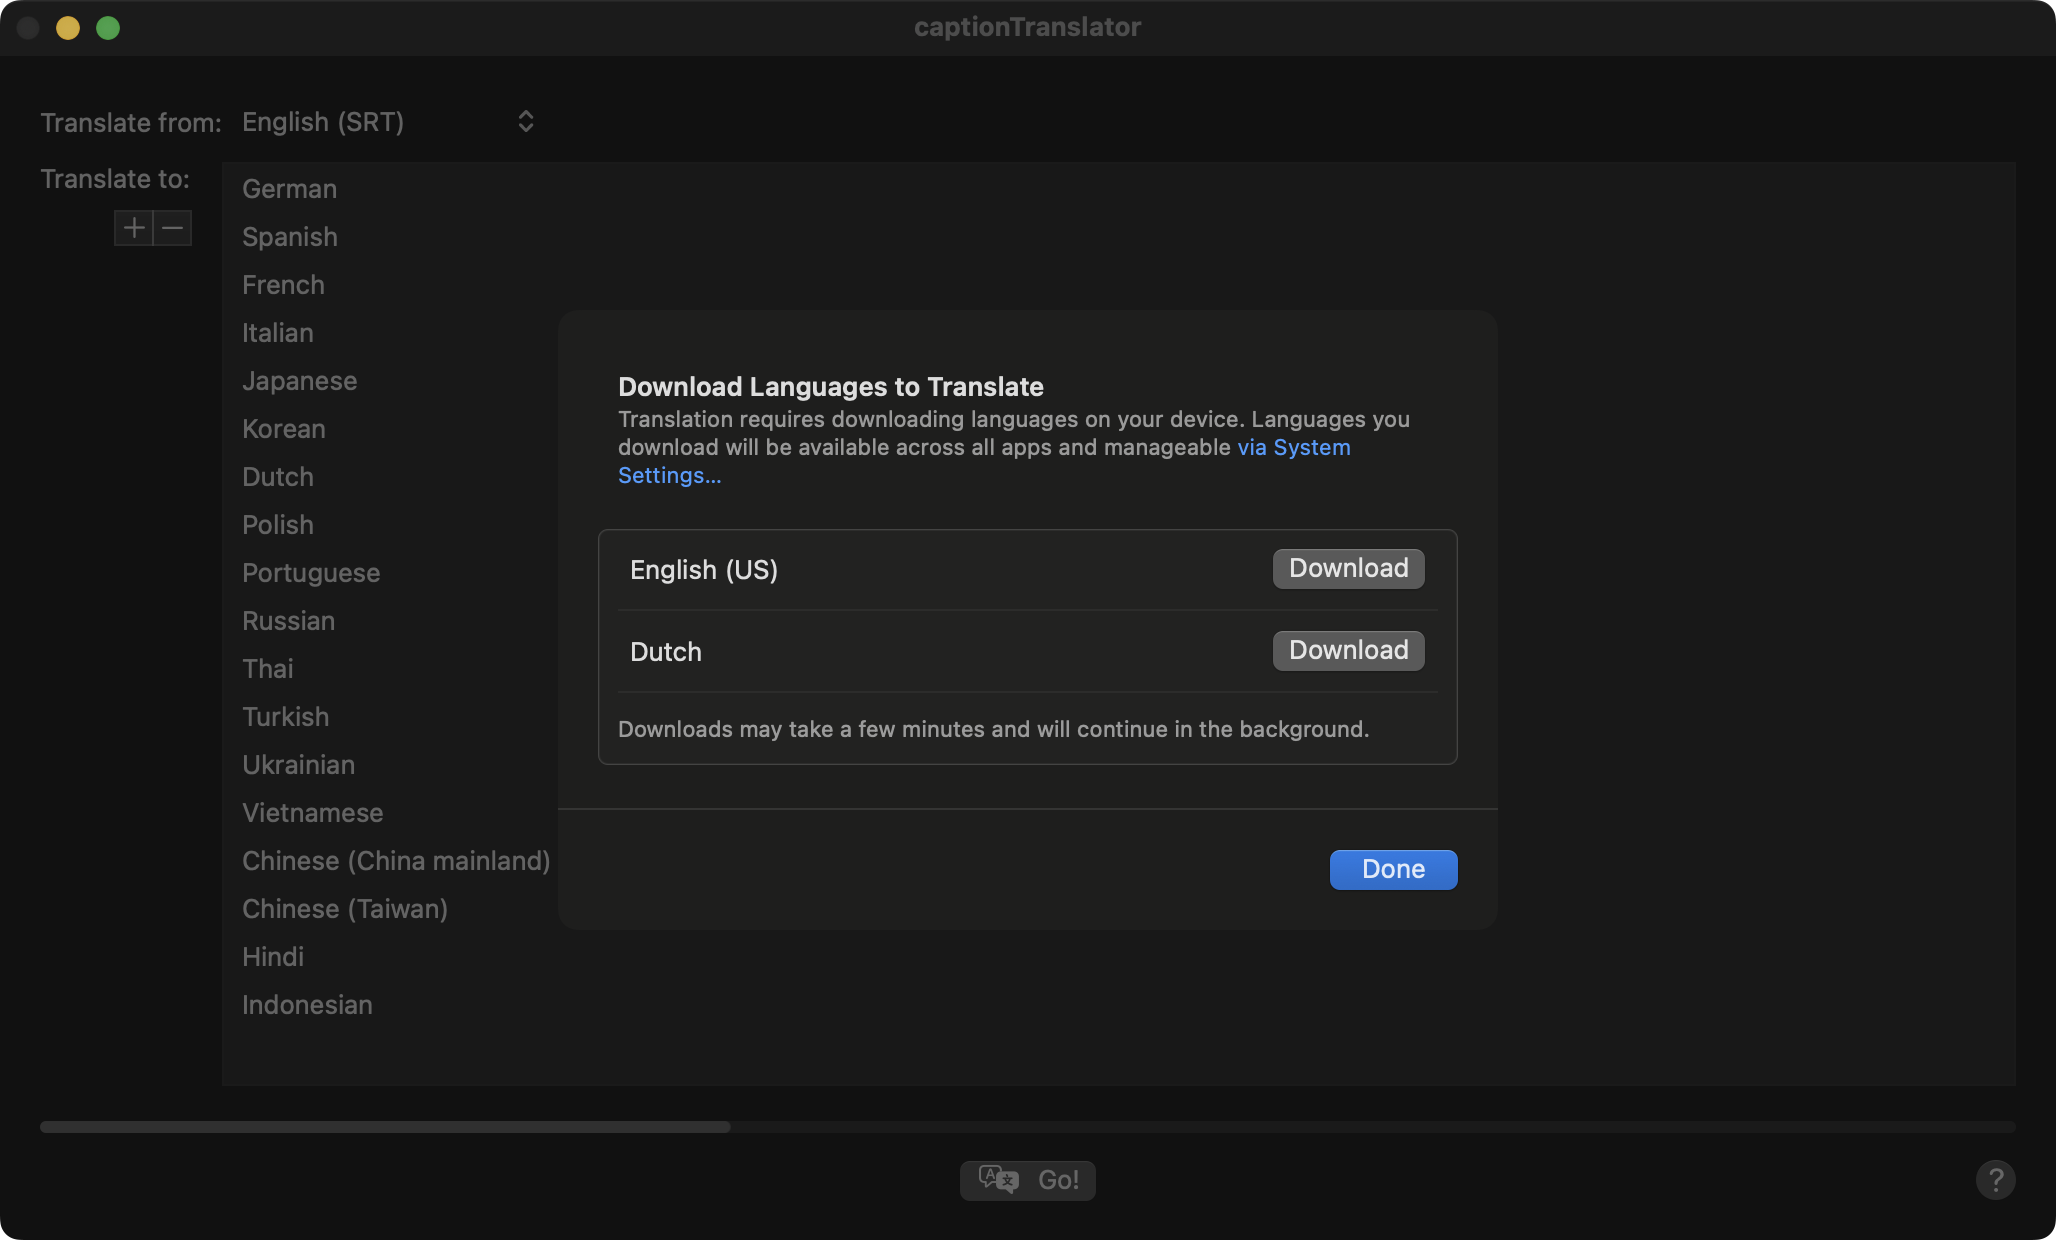 captionTranslator
Translate from: English (SRT)
Translate to:
German
Spanish
French
Italian
Japanese
Korean
Dutch
Polish
Portuguese
Russian
Thai
Turkish
Ukrainian
Vietnamese
Chinese (China mainland)
Chinese (Taiwan)
Hindi
Indonesian
Download Languages to Translate
Translation requires downloading languages on your device. Languages you
download will be available across all apps and manageable via System
Settings...
English (US) Download
Dutch Download
Downloads may take a few minutes and will continue in the background.
Done
A 文 Go!
?